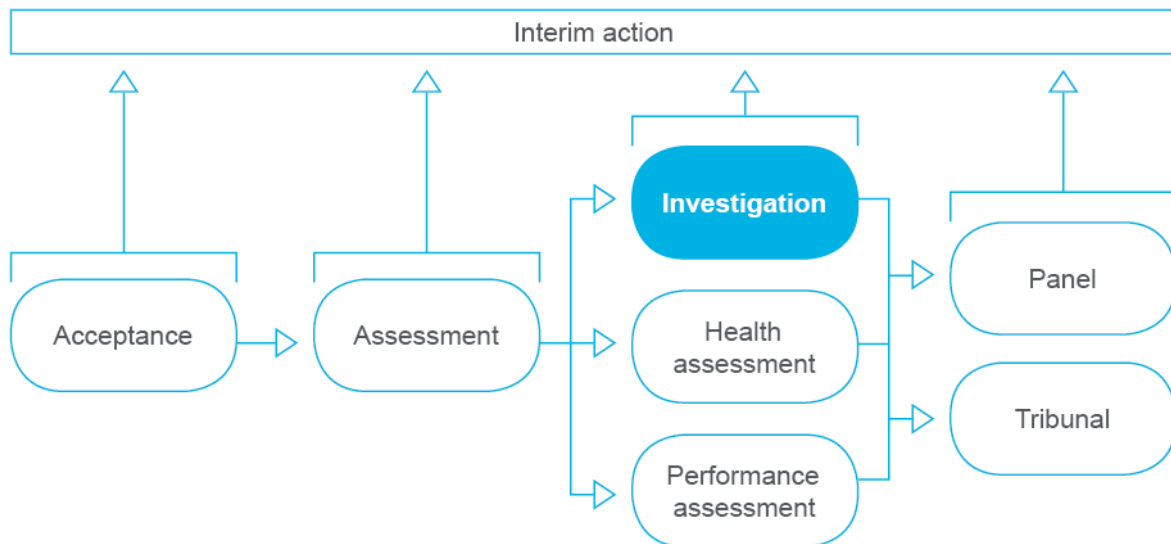 Interim action
Investigation
Acceptance
Assessment
Health
assessment
Performance
assessment
Panel
Tribunal